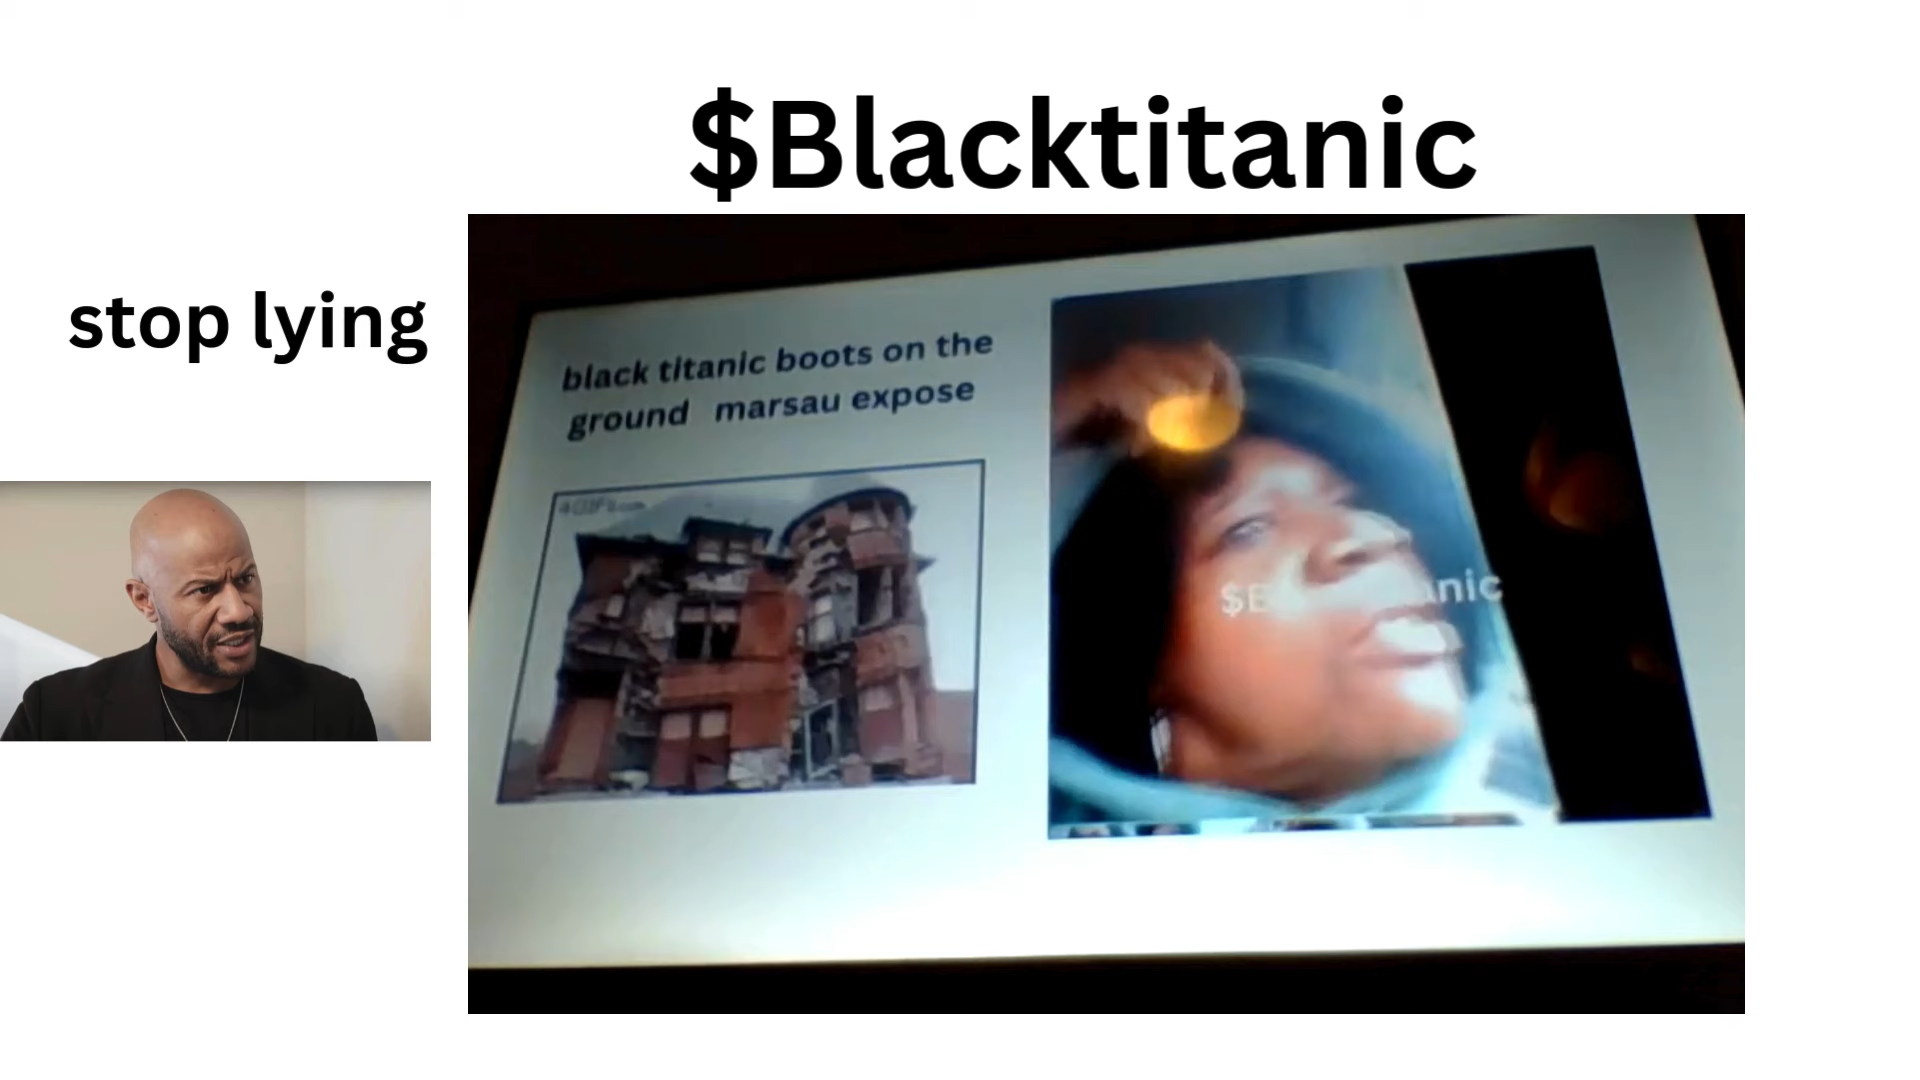 $Blacktitanic
stop lying
black titanic boots on the
ground marsau expose